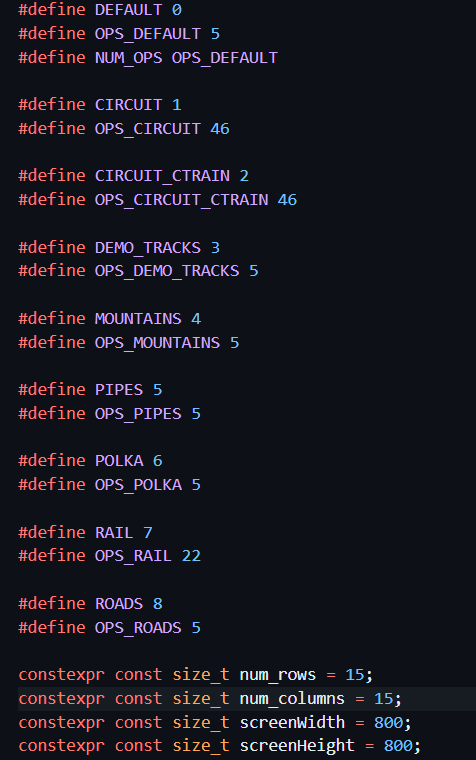 #define DEFAULT 0
#define OPS_DEFAULT 5
#define NUM_OPS OPS_DEFAULT
#define CIRCUIT 1
#define OPS_CIRCUIT 46
#define CIRCUIT_CTRAIN 2
#define OPS_CIRCUIT_CTRAIN 46
#define DEMO_TRACKS 3
#define OPS_DEMO_TRACKS 5
#define MOUNTAINS 4
#define OPS_MOUNTAINS 5
#define PIPES 5
#define OPS_PIPES 5
#define POLKA 6
#define OPS_POLKA 5
#define RAIL 7
#define OPS_RAIL 22
#define ROADS 8
#define OPS_ROADS 5
constexpr const size_t num_rows = 15;
constexpr const size_t num_columns = 15;
constexpr const size_t screenWidth = 800;
constexpr const size_t screenHeight = 800;